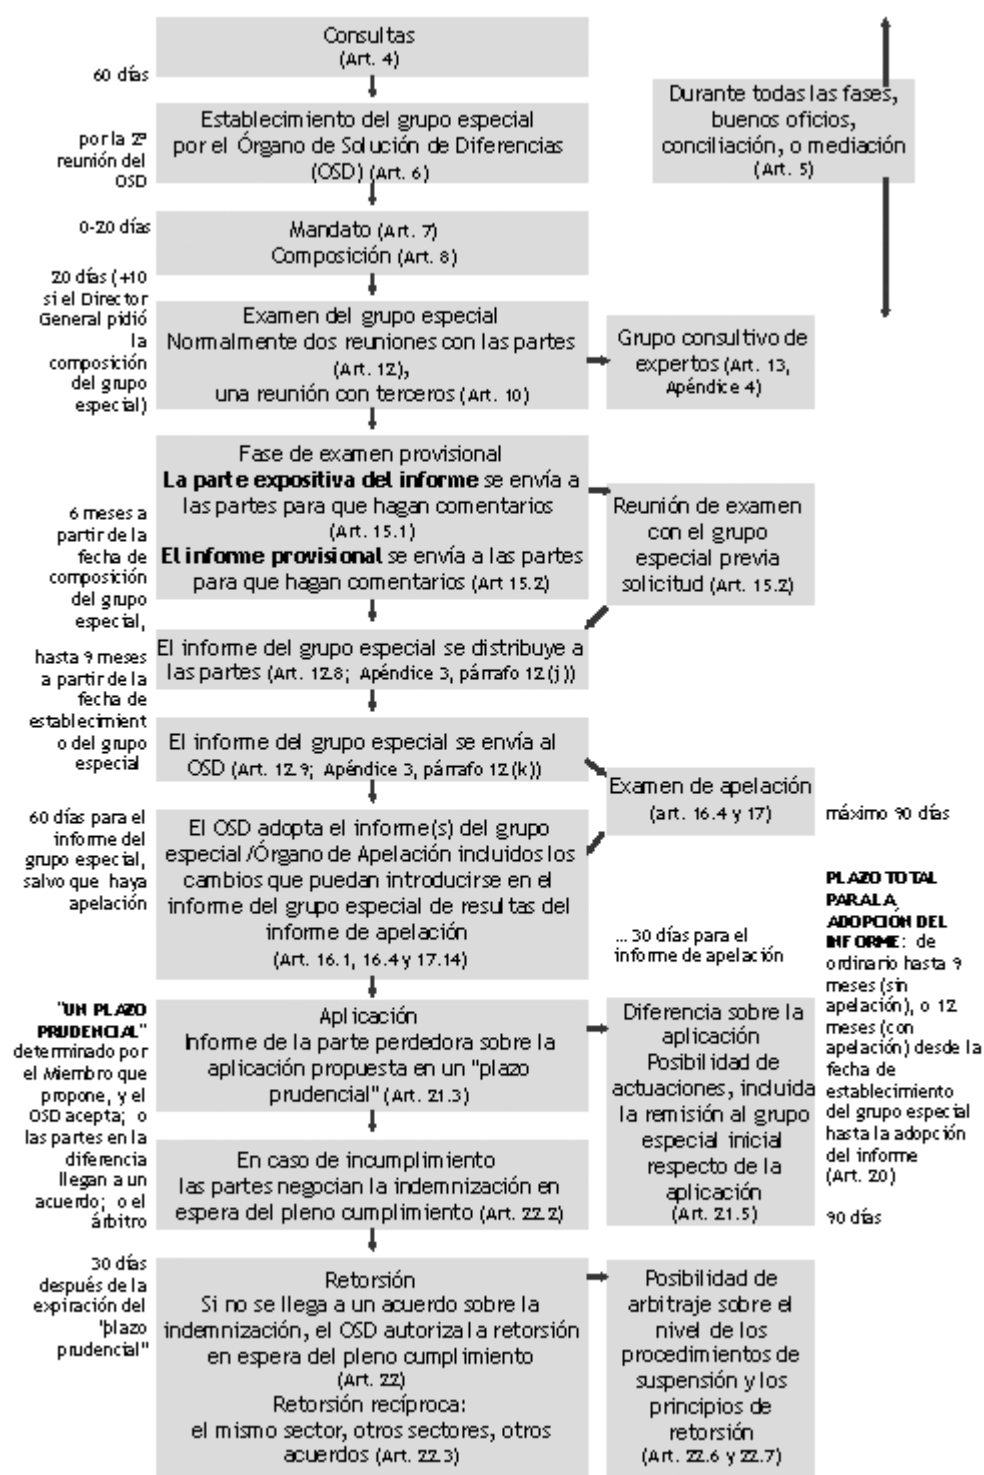 Consultas
(Art. 4)
60 días
Establecimiento del grupo especial
por el Órgano de Solución de Diferencias
(OSD) (Art. 6)
por la 2ª
reunión del
OSD
Durante todas las fases,
buenos oficios,
conciliación, o mediación
(Art. 5)
0-20 días
Mandato (Art. 7)
Composición (Art. 8)
20 días (+10
si el Director
General pidió
la
composición
del grupo
especial)
Examen del grupo especial
Normalmente dos reuniones con las partes
(Art. 12),
una reunión con terceros (Art. 10)
Grupo consultivo de
expertos (Art. 13,
Apéndice 4)
Fase de examen provisional
La parte expositiva del informe se envía a
las partes para que hagan comentarios
(Art. 15.1)
El informe provisional se envía a las partes
para que hagan comentarios (Art 15.2)
Reunión de examen
con el grupo
especial previa
solicitud (Art. 15.2)
6 meses a
partir de la
fecha de
composición
del grupo
especial,
hasta 9 meses
a partir de la
fecha de
establecimient
o del grupo
especial
El informe del grupo especial se distribuye a
las partes (Art. 12.8; Apéndice 3, párrafo 12(j))
El informe del grupo especial se envía al
OSD (Art. 12.9; Apéndice 3, párrafo 12(k))
Examen de apelación
(art. 16.4 y 17)
máximo 90 días
60 días para el
informe del
grupo especial,
salvo que haya
apelación
El OSD adopta el informe(s) del grupo
especial/Órgano de Apelación incluidos los
cambios que puedan introducirse en el
informe del grupo especial de resultas del
informe de apelación
(Art. 16.1, 16.4 y 17.14)
... 30 días para el
informe de apelación
PLAZO TOTAL
PARA LA
ADOPCIÓN DEL
INFORME: de
ordinario hasta 9
meses (sin
apelación), o 12
meses (con
apelación) desde la
fecha de
establecimiento
del grupo especial
hasta la adopción
del informe
(Art. 20)
"UN PLAZO
PRUDENCIAL"
determinado por
el Miembro que
propone, y el
OSD acepta; o
las partes en la
diferencia
llegan a un
acuerdo; o el
árbitro
Aplicación
Informe de la parte perdedora sobre la
aplicación propuesta en un "plazo
prudencial" (Art. 21.3)
Diferencia sobre la
aplicación
Posibilidad de
actuaciones, incluida
la remisión al grupo
especial inicial
respecto de la
aplicación
(Art. 21.5)
90 días
En caso de incumplimiento
las partes negocian la indemnización en
espera del pleno cumplimiento (Art. 22.2)
30 días
después de la
expiración del
"plazo
prudencial"
Retorsión
Si no se llega a un acuerdo sobre la
indemnización, el OSD autoriza la retorsión
en espera del pleno cumplimiento
(Art. 22)
Retorsión recíproca:
el mismo sector, otros sectores, otros
acuerdos (Art. 22.3)
Posibilidad de
arbitraje sobre el
nivel de los
procedimientos de
suspensión y los
principios de
retorsión
(Art. 22.6 y 22.7)